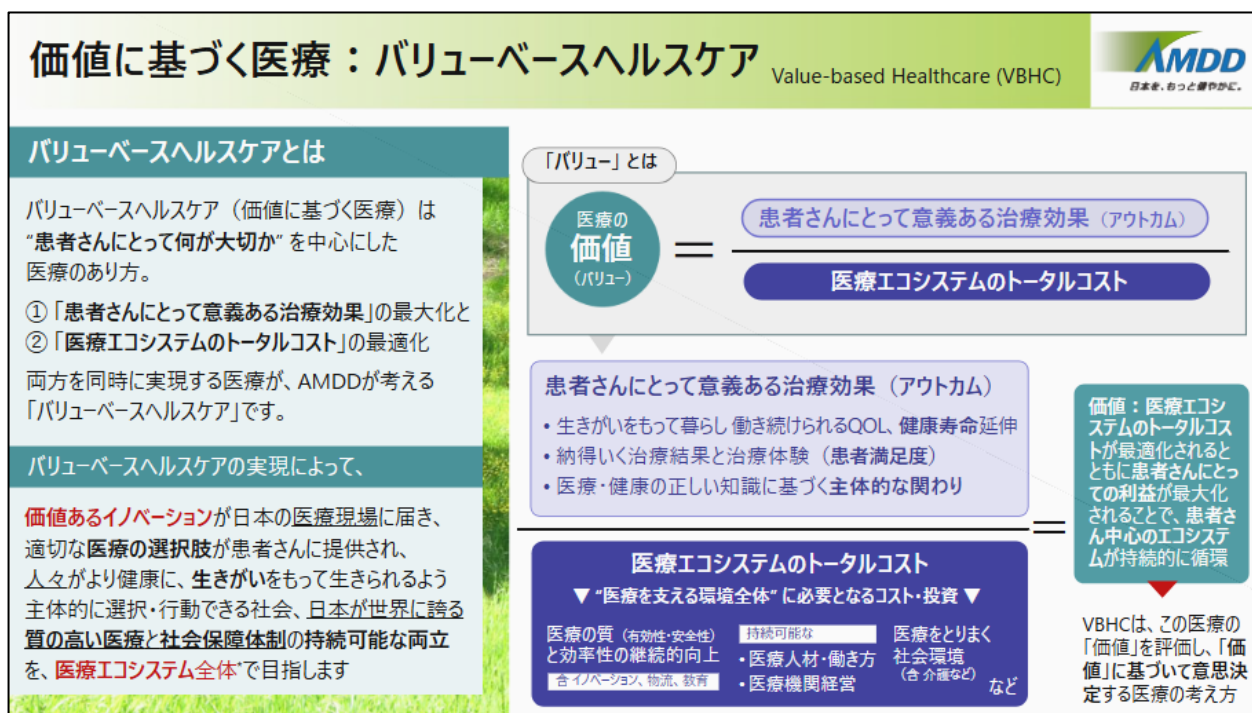 価値に基づく医療：バリューベースヘルスケア Value-based Healthcare (VBHC)
AMDD
日本を、もっと健やかに。
バリューベースヘルスケアとは
バリューベースヘルスケア（価値に基づく医療）は
“患者さんにとって何が大切か” を中心にした
医療のあり方。
①「患者さんにとって意義ある治療効果」の最大化と
②「医療エコシステムのトータルコスト」の最適化
両方を同時に実現する医療が、AMDDが考える
「バリューベースヘルスケア」です。
バリューベースヘルスケアの実現によって、
価値あるイノベーションが日本の医療現場に届き、
適切な医療の選択肢が患者さんに提供され、
人々がより健康に、生きがいをもって生きられるよう
主体的に選択・行動できる社会、日本が世界に誇る
質の高い医療と社会保障体制の持続可能な両立
を、医療エコシステム全体*で目指します
「バリュー」とは
医療の
価値
（バリュー）
＝
患者さんにとって意義ある治療効果（アウトカム）
医療エコシステムのトータルコスト
患者さんにとって意義ある治療効果（アウトカム）
• 生きがいをもって暮らし 働き続けられるQOL、健康寿命延伸
• 納得いく治療結果と治療体験（患者満足度）
• 医療・健康の正しい知識に基づく主体的な関わり
医療エコシステムのトータルコスト
▼ “医療を支える環境全体” に必要となるコスト・投資 ▼
医療の質（有効性・安全性）
と効率性の継続的向上
含 イノベーション、物流、教育
持続可能な
• 医療人材・働き方
• 医療機関経営
医療をとりまく
社会環境
（含 介護など）
など
＝
価値：医療エコシ
ステムのトータルコス
トが最適化されると
ともに患者さんにとっ
ての利益が最大化
されることで、患者さ
ん中心のエコシステ
ムが持続的に循環
VBHCは、この医療の
「価値」を評価し、「価
値」に基づいて意思決
定する医療の考え方